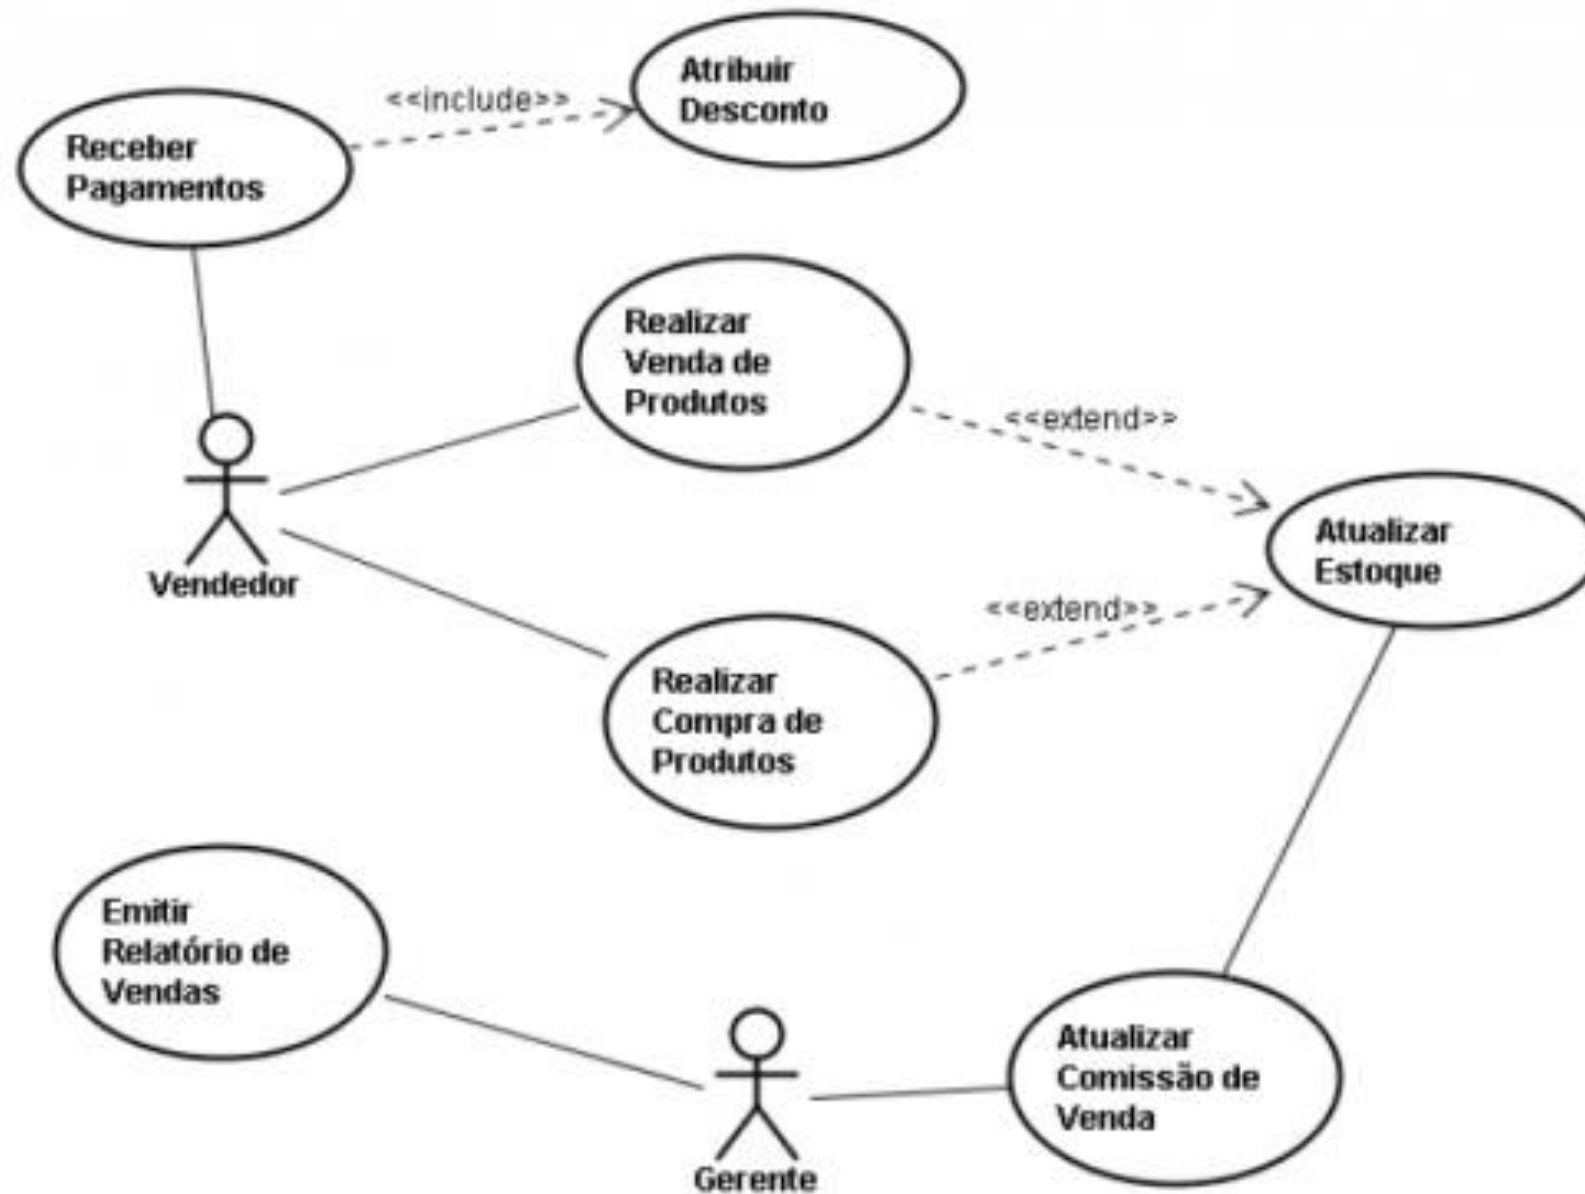 Atribuir
Desconto
<<include>>
Receber
Pagamentos
Realizar
Venda de
Produtos
<<extend>>
Atualizar
Estoque
Vendedor
<<extend>>
Realizar
Compra de
Produtos
Emitir
Relatório de
Vendas
Atualizar
Comissão de
Venda
Gerente